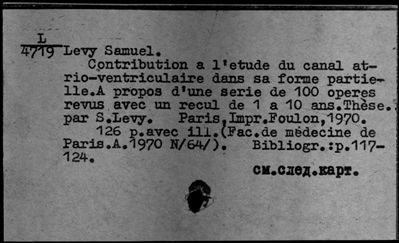 L
4719 Levy Samuel.
Contribution a l'etude du canal at-
rio-ventriculaire dans sa forme partie-
lle.A propos d'une serie de 100 operes
revus avec un recul de 1 a 10 ans.Thèse.
par S.Levy. Paris,Impr.Foulon,1970.
126 p.avec ill.(Fac.de médecine de
Paris.A.1970 N/64/). Bibliogr.:p.117-
124.
см.след.карт.